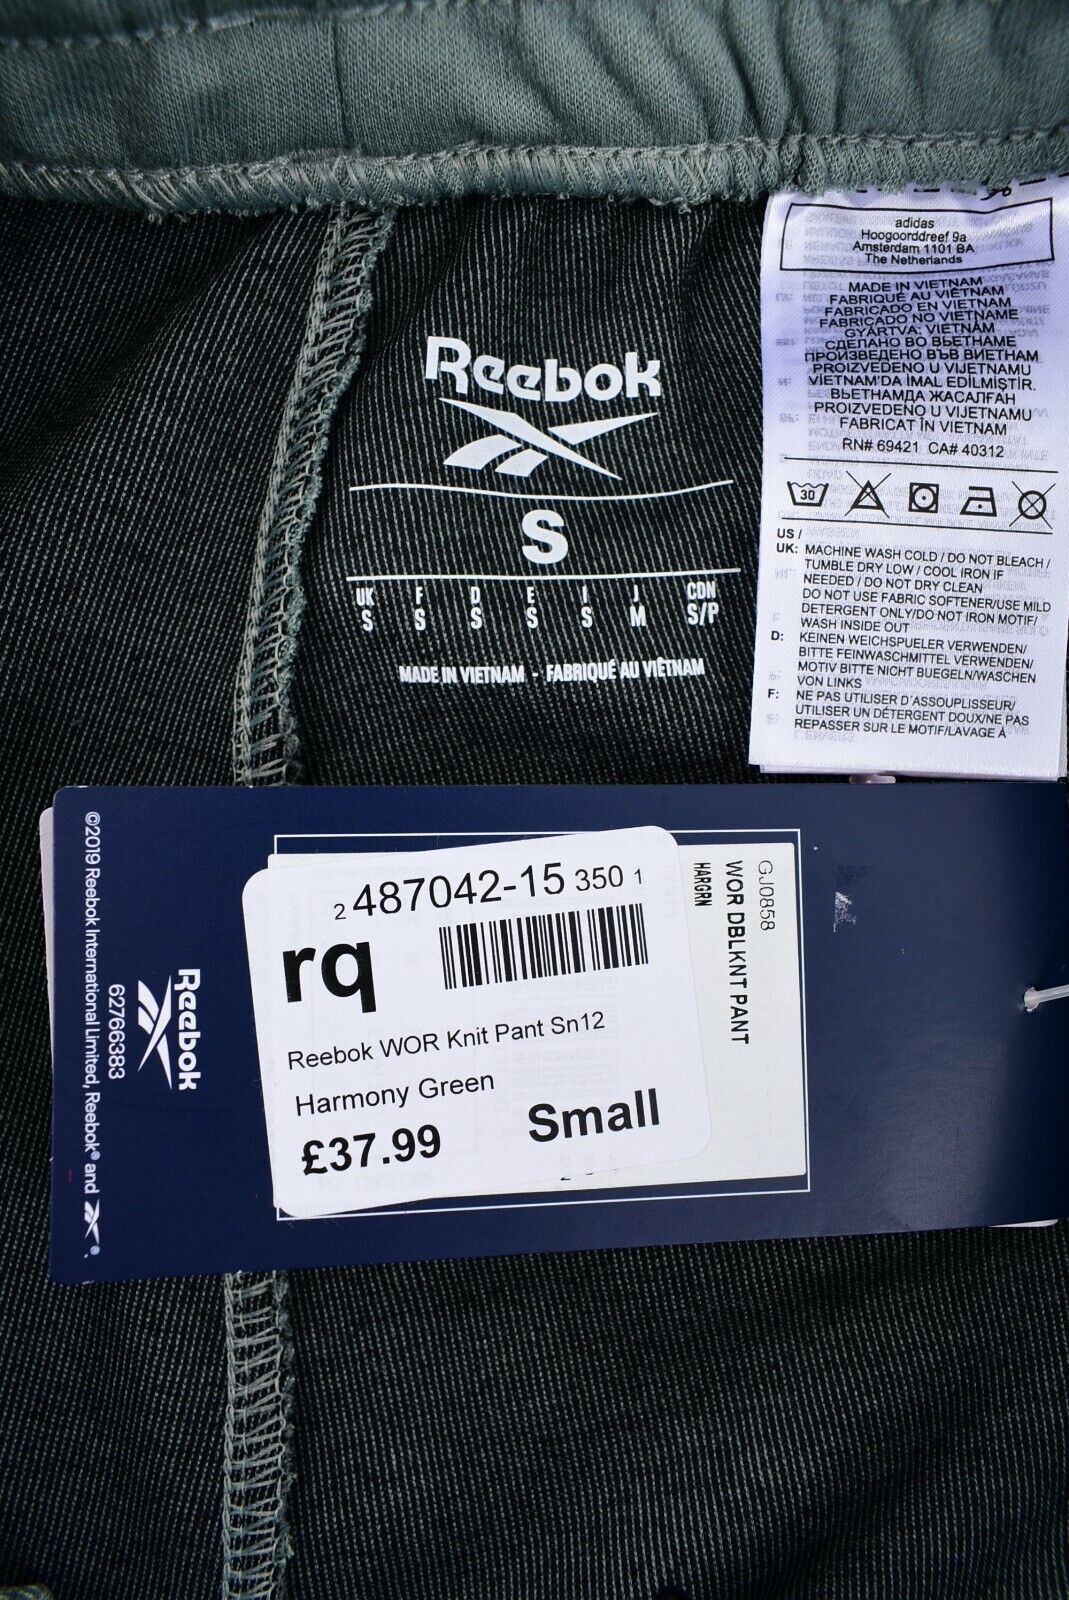 adidas
Hoogoorddreef 9a
Amsterdam 1101 BA
The Netherlands
MADE IN VIETNAM
FABRIQUÉ AU VIÊTNAM
FABRICADO EN VIETNAM
FABRICADO NO VIETNAME
GYÁRTVA: VIETNÁM
СДЕЛАНО ВО ВЬЕТНАМЕ
ПРОИЗВЕДЕНО ВЪВ ВИЕТНАМ
PROIZVEDENO U VIJETNAMU
VİETNAM'DA İMAL EDİLMİŞTİR.
ВЬЕТНАМДА ЖАСАЛҒАН
PROIZVEDENO U VIJETNAMU
FABRICAT ÎN VIETNAM
RN# 69421 CA# 40312
30
US /
UK: MACHINE WASH COLD / DO NOT BLEACH /
TUMBLE DRY LOW / COOL IRON IF
NEEDED / DO NOT DRY CLEAN
DO NOT USE FABRIC SOFTENER/USE MILD
DETERGENT ONLY/DO NOT IRON MOTIF/
WASH INSIDE OUT
D: KEINEN WEICHSPUELER VERWENDEN/
BITTE FEINWASCHMITTEL VERWENDEN/
MOTIV BITTE NICHT BUEGELN/WASCHEN
VON LINKS
F: NE PAS UTILISER D'ASSOUPLISSEUR/
UTILISER UN DÉTERGENT DOUX/NE PAS
REPASSER SUR LE MOTIF/LAVAGE À
Reebok
S
UK F D E I J CDN
S S S S S M S/P
MADE IN VIETNAM - FABRIQUÉ AU VIÊTNAM
2 487042-15 350 1
rq
Reebok WOR Knit Pant Sn12
Harmony Green
£37.99 Small
GJ0858
WOR DBLKNT PANT
HARGRN
Reebok
62766383
©2019 Reebok International Limited, Reebok® and ®